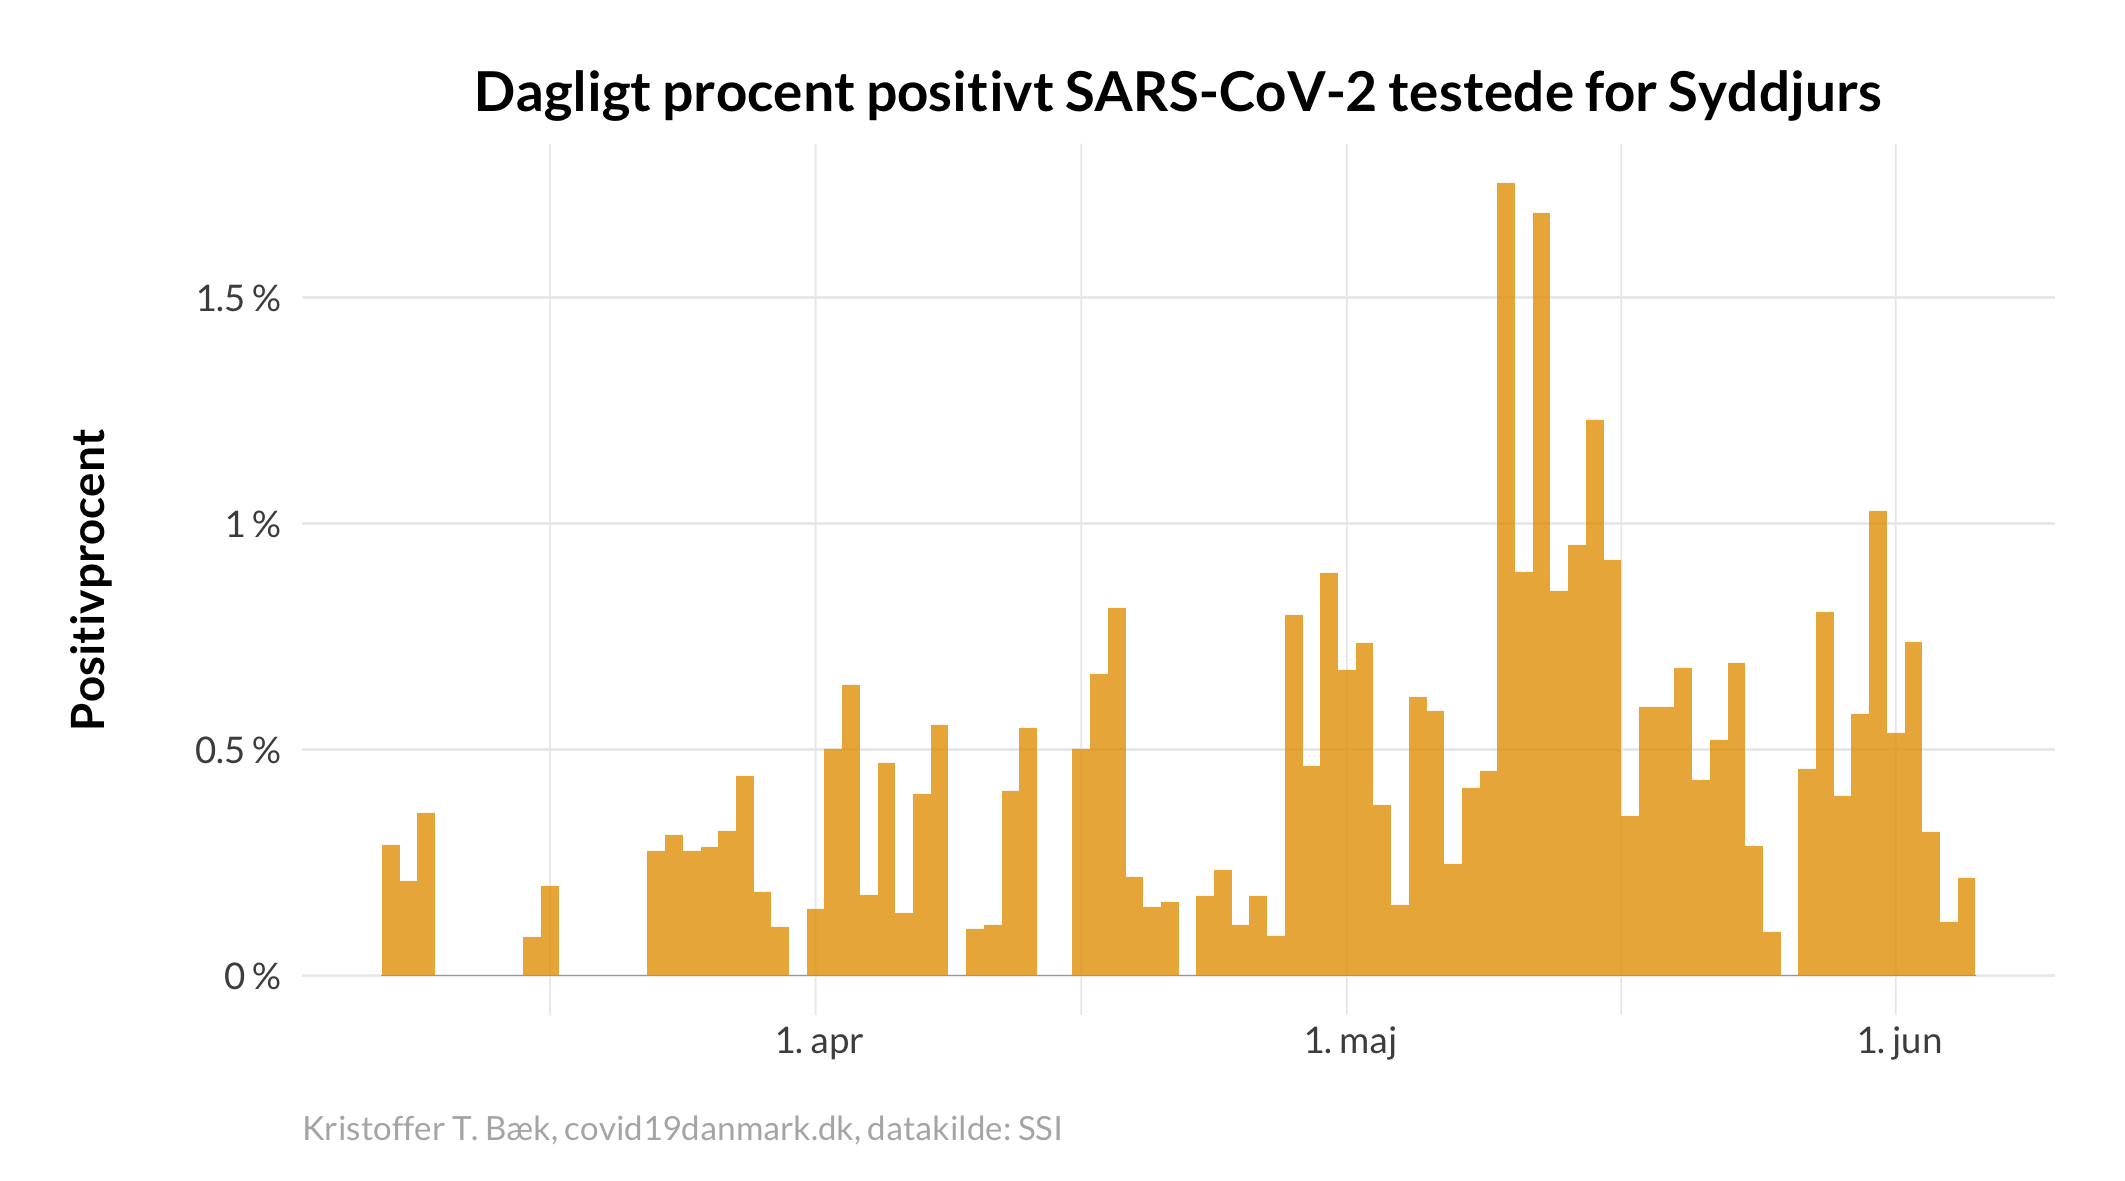 Dagligt procent positivt SARS-CoV-2 testede for Syddjurs
Positivprocent
1.5 %
1 %
0.5 %
0 %
1. apr
1. maj
1. jun
Kristoffer T. Bæk, covid19danmark.dk, datakilde: SSI